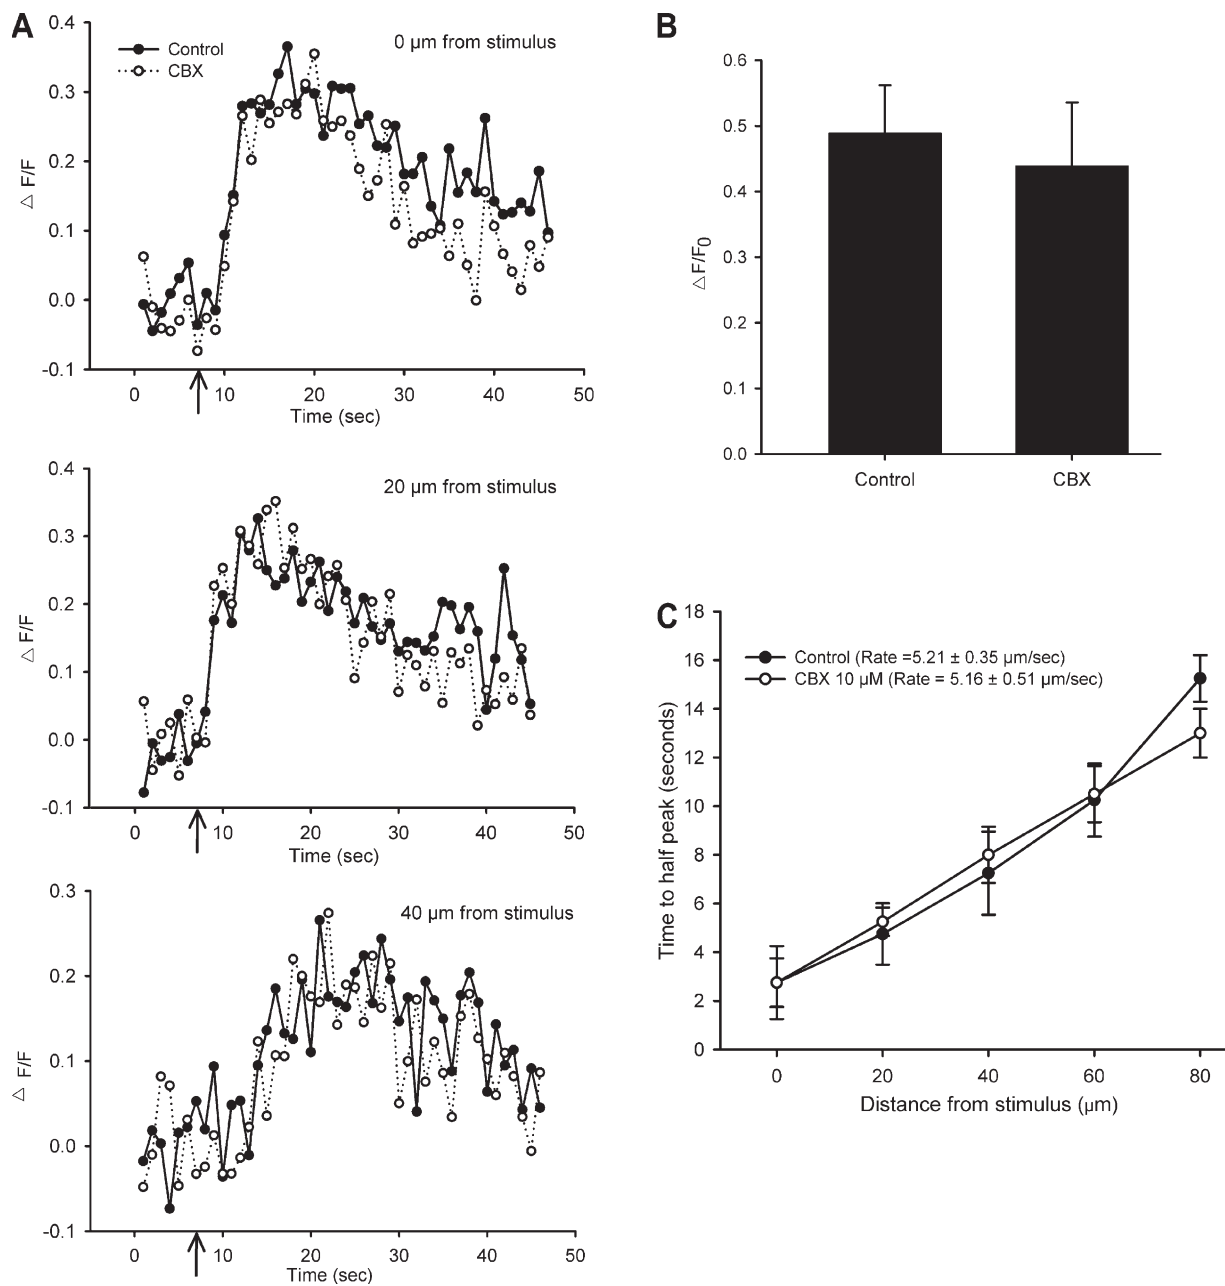 A
0.4
0.3
0.2
0.1
0.0
-0.1
△ F/F
Control
CBX
0 µm from stimulus
0 10 20 30 40 50
Time (sec)
0.4
0.3
0.2
0.1
0.0
-0.1
△ F/F
20 µm from stimulus
0 10 20 30 40 50
Time (sec)
0.3
0.2
0.1
0.0
-0.1
△ F/F
40 µm from stimulus
0 10 20 30 40 50
Time (sec)
B
0.6
0.5
0.4
0.3
0.2
0.1
0.0
△F/F0
Control CBX
C
18
16
14
12
10
8
6
4
2
0
Time to half peak (seconds)
Control (Rate =5.21 ± 0.35 µm/sec)
CBX 10 µM (Rate = 5.16 ± 0.51 µm/sec)
0 20 40 60 80
Distance from stimulus (µm)